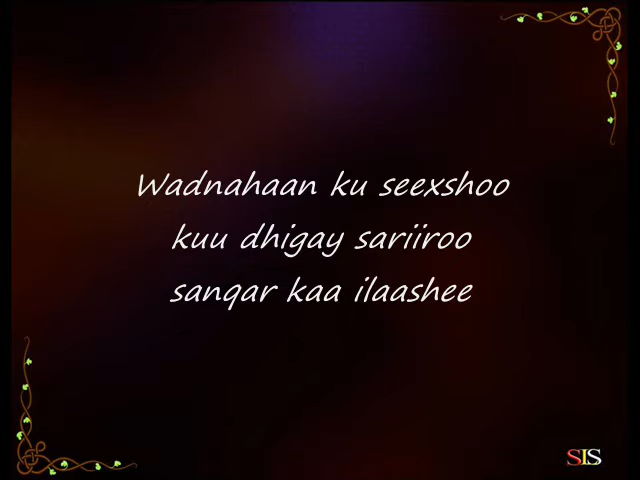 Wadnahaan ku seexshoo
kuu dhigay sariiroo
sanqar kaa ilaashee
SIS